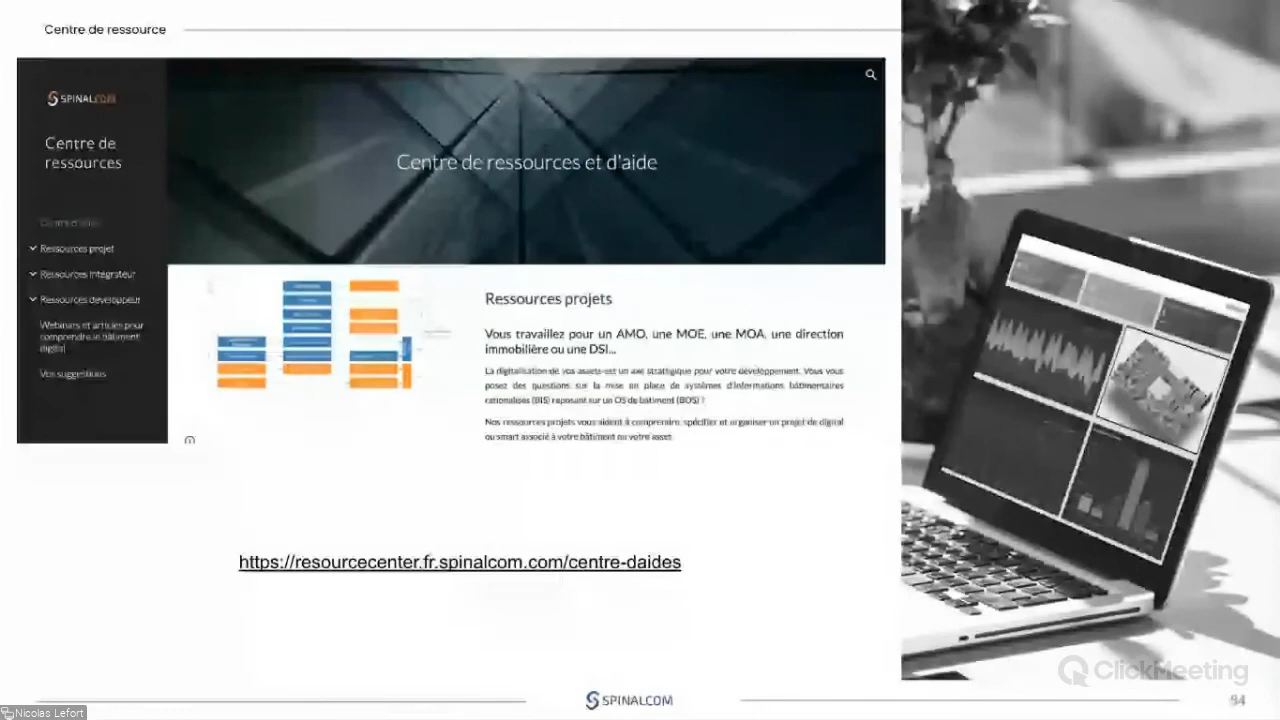 Centre de ressource
SPINALCOM
Centre de
ressources
Centre d'aides
Ressources projet
Ressources intégrateur
Ressources développeur
Webinars et articles pour
comprendre le bâtiment
digital
Vos suggestions
Centre de ressources et d'aide
Ressources projets
Vous travaillez pour un AMO, une MOE, une MOA, une direction
immobilière ou une DSI...
La digitalisation de vos assets est un axe stratégique pour votre développement. Vous vous
posez des questions sur la mise en place de systèmes d'informations bâtimentaires
rationalisés (BIS) reposant sur un OS de bâtiment (BOS) ?
Nos ressources projets vous aident à comprendre, spécifier et organiser un projet de digital
ou smart associé à votre bâtiment ou votre asset.
https://resourcecenter.fr.spinalcom.com/centre-daides
ClickMeeting
SPINALCOM
94
Nicolas Lefort